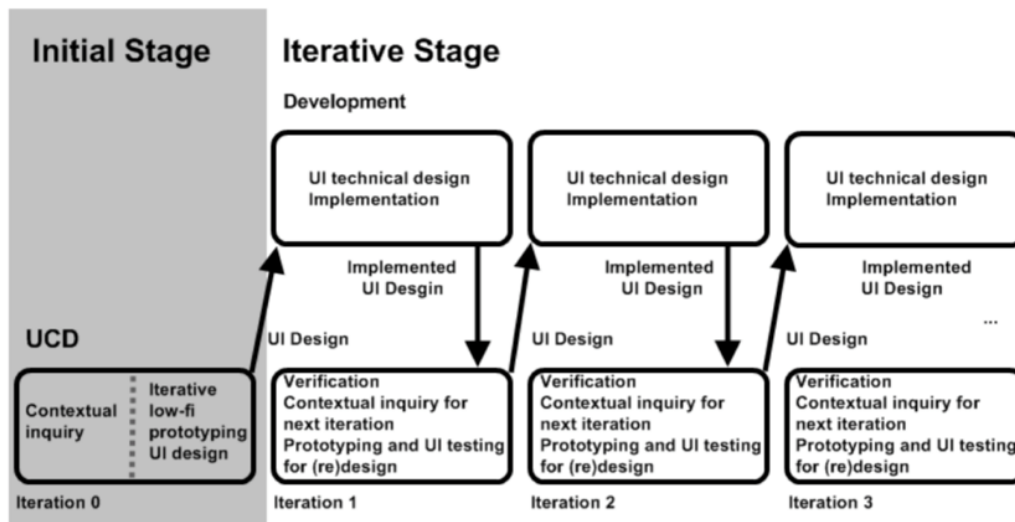 Initial Stage
Iterative Stage
Development
UI technical design
Implementation
UI technical design
Implementation
UI technical design
Implementation
Implemented
UI Desgin
Implemented
UI Design
Implemented
UI Design
...
UCD
UI Design
UI Design
UI Design
Contextual
inquiry
Iterative
low-fi
prototyping
UI design
Verification
Contextual inquiry for
next iteration
Prototyping and UI testing
for (re)design
Verification
Contextual inquiry for
next iteration
Prototyping and UI testing
for (re)design
Verification
Contextual inquiry for
next iteration
Prototyping and UI testing
for (re)design
Iteration 0
Iteration 1
Iteration 2
Iteration 3